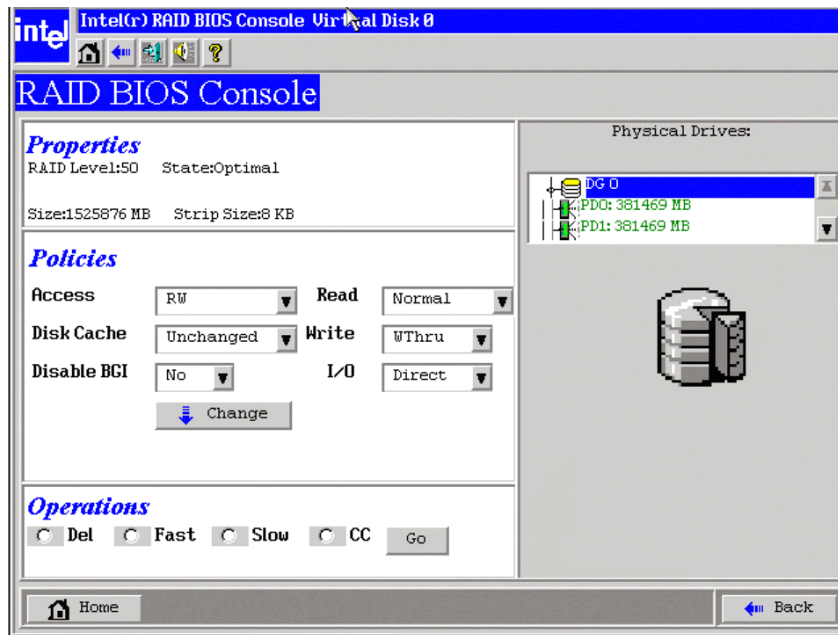 intel
Intel(r) RAID BIOS Console Virtual Disk 0
?
RAID BIOS Console
Properties
RAID Level:50 State:Optimal
Size:1525876 MB Strip Size:8 KB
Policies
Access RW Read Normal
Disk Cache Unchanged Write WThru
Disable BGI No I/O Direct
Change
Operations
Del Fast Slow CC Go
Physical Drives:
DG 0
PD0: 381469 MB
PD1: 381469 MB
Home
Back